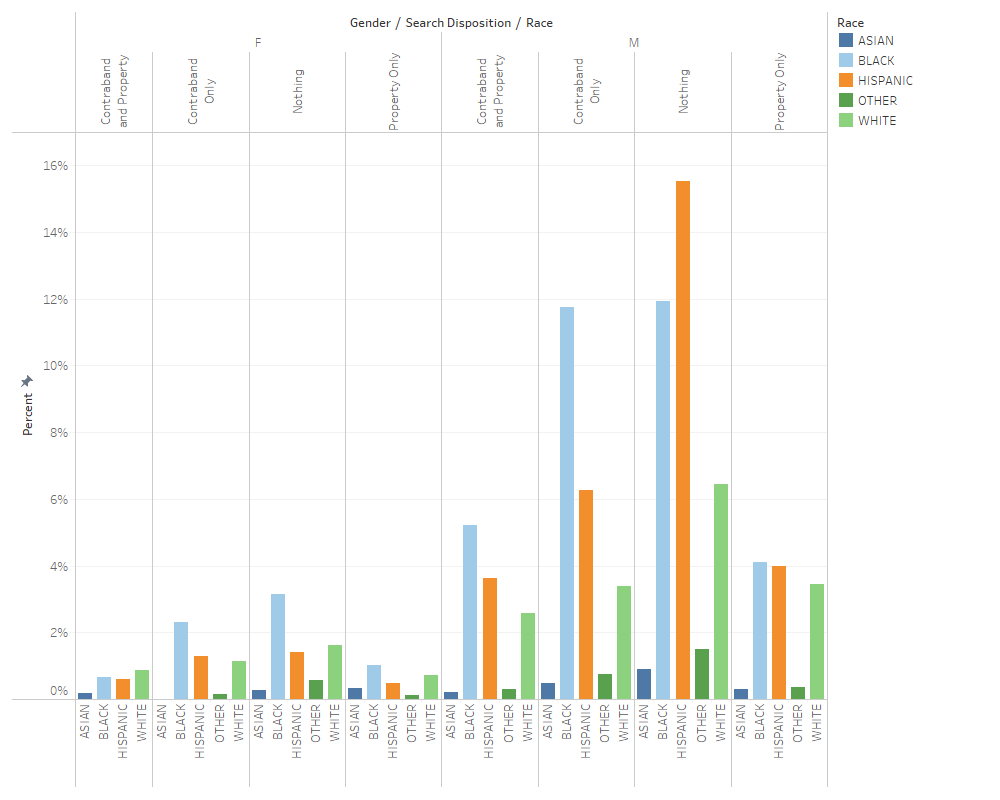 Gender / Search Disposition / Race
F
M
Contraband
and Property
Contraband
Only
Nothing
Property Only
Contraband
and Property
Contraband
Only
Nothing
Property Only
Race
ASIAN
BLACK
HISPANIC
OTHER
WHITE
16%
14%
12%
10%
8%
6%
4%
2%
0%
Percent
ASIAN
BLACK
HISPANIC
WHITE
ASIAN
BLACK
HISPANIC
OTHER
WHITE
ASIAN
BLACK
HISPANIC
OTHER
WHITE
ASIAN
BLACK
HISPANIC
OTHER
WHITE
ASIAN
BLACK
HISPANIC
OTHER
WHITE
ASIAN
BLACK
HISPANIC
OTHER
WHITE
ASIAN
BLACK
HISPANIC
OTHER
WHITE
ASIAN
BLACK
HISPANIC
OTHER
WHITE